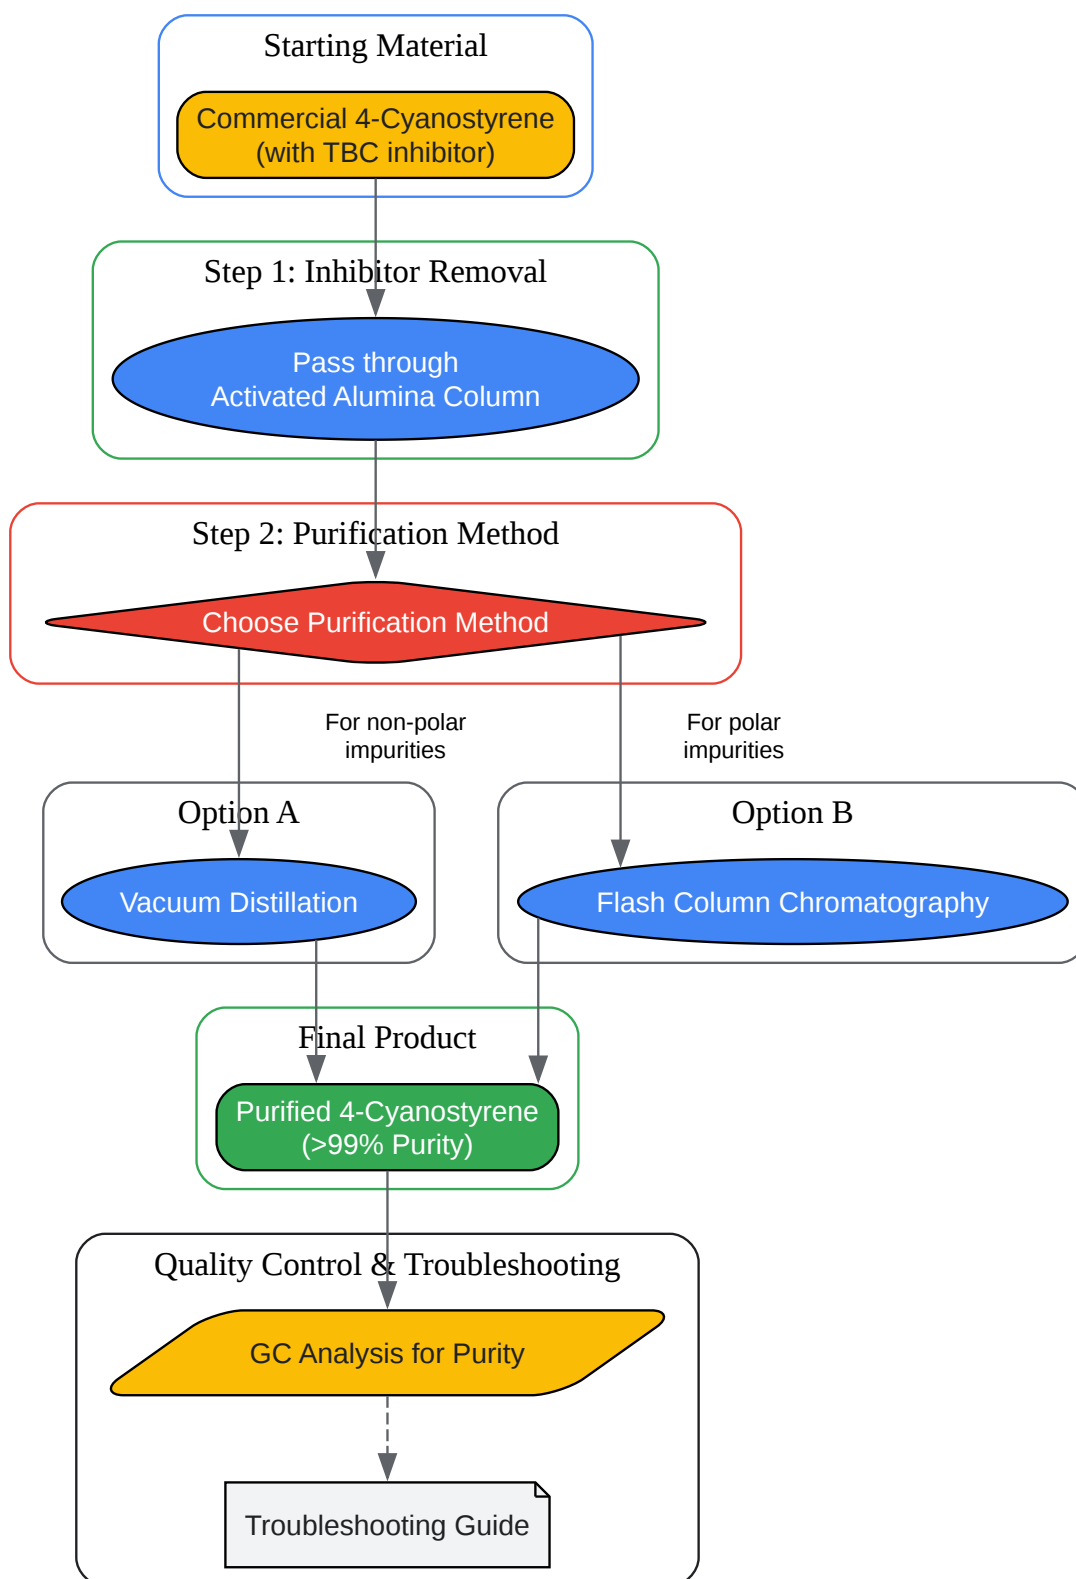 Starting Material
Commercial 4-Cyanostyrene
(with TBC inhibitor)
Step 1: Inhibitor Removal
Pass through
Activated Alumina Column
Step 2: Purification Method
Choose Purification Method
For non-polar
impurities
For polar
impurities
Option A
Option B
Vacuum Distillation
Flash Column Chromatography
Final Product
Purified 4-Cyanostyrene
(>99% Purity)
Quality Control & Troubleshooting
GC Analysis for Purity
Troubleshooting Guide